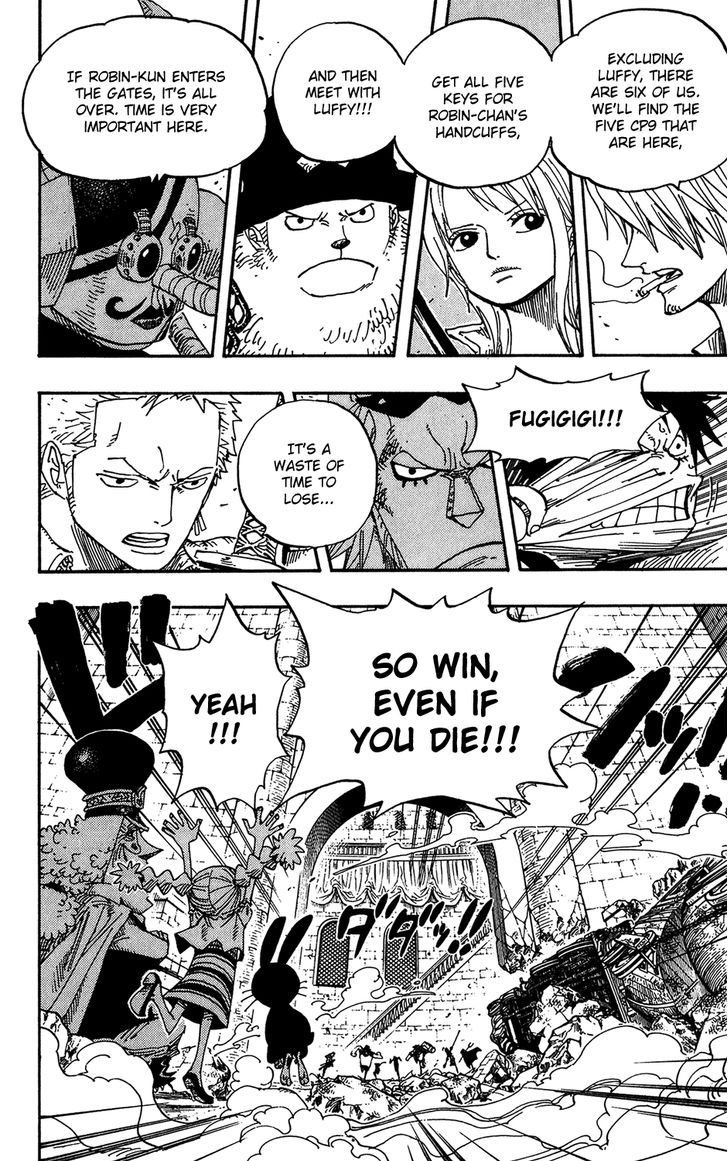 EXCLUDING
LUFFY, THERE
ARE SIX OF US.
WE'LL FIND THE
FIVE CP9 THAT
ARE HERE,
GET ALL FIVE
KEYS FOR
ROBIN-CHAN'S
HANDCUFFS,
AND THEN
MEET WITH
LUFFY!!!
IF ROBIN-KUN ENTERS
THE GATES, IT'S ALL
OVER. TIME IS VERY
IMPORTANT HERE.
FUGIGIGI!!!
IT'S A
WASTE OF
TIME TO
LOSE...
SO WIN,
EVEN IF
YOU DIE!!!
YEAH
!!!
ダダッ!!